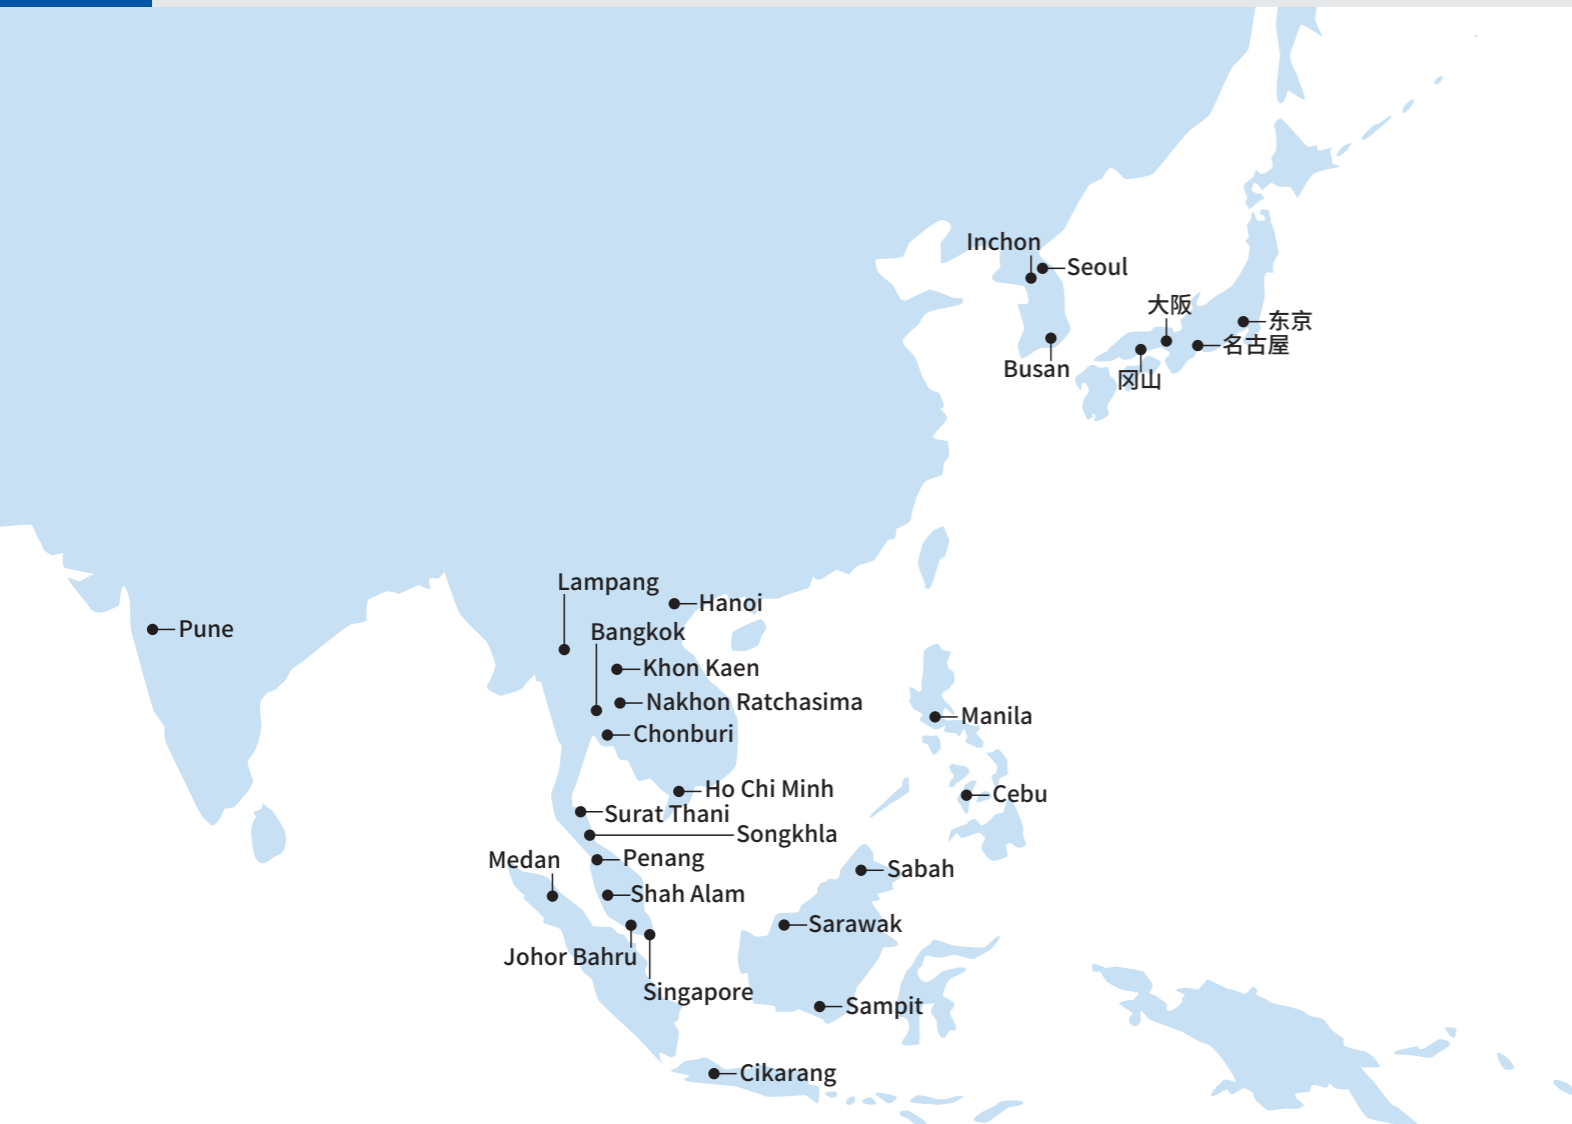 Inchon
Seoul
大阪
东京
名古屋
Busan
冈山
Lampang
Hanoi
Pune
Bangkok
Khon Kaen
Nakhon Ratchasima
Manila
Chonburi
Ho Chi Minh
Cebu
Surat Thani
Songkhla
Medan
Penang
Sabah
Shah Alam
Sarawak
Johor Bahru
Singapore
Sampit
Cikarang